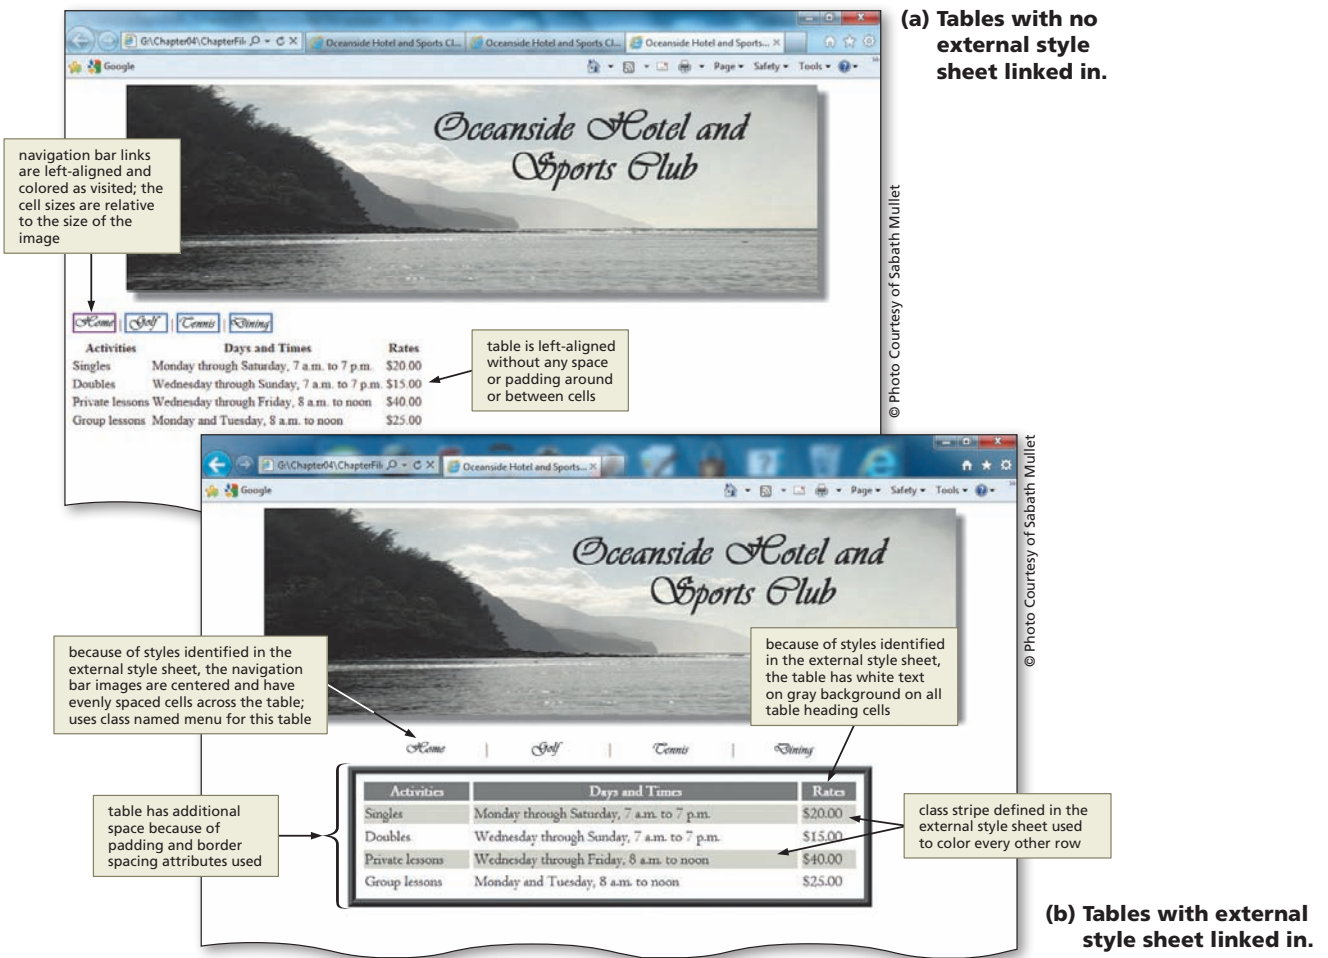 (a) Tables with no
external style
sheet linked in.
G:\Chapter04\ChapterFil
Oceanside Hotel and Sports Cl...
Oceanside Hotel and Sports Cl...
Oceanside Hotel and Sports...
Google
Page
Safety
Tools
Oceanside Hotel and
Sports Club
navigation bar links
are left-aligned and
colored as visited; the
cell sizes are relative
to the size of the
image
© Photo Courtesy of Sabath Mullet
Home | Golf | Tennis | Dining
Activities Days and Times Rates
Singles Monday through Saturday, 7 a.m. to 7 p.m. $20.00
Doubles Wednesday through Sunday, 7 a.m. to 7 p.m. $15.00
Private lessons Wednesday through Friday, 8 a.m. to noon $40.00
Group lessons Monday and Tuesday, 8 a.m. to noon $25.00
table is left-aligned
without any space
or padding around
or between cells
G:\Chapter04\ChapterFil
Oceanside Hotel and Sports...
Google
Page
Safety
Tools
Oceanside Hotel and
Sports Club
© Photo Courtesy of Sabath Mullet
because of styles identified in the
external style sheet, the navigation
bar images are centered and have
evenly spaced cells across the table;
uses class named menu for this table
because of styles identified
in the external style sheet,
the table has white text
on gray background on all
table heading cells
Home | Golf | Tennis | Dining
Activities Days and Times Rates
Singles Monday through Saturday, 7 a.m. to 7 p.m. $20.00
Doubles Wednesday through Sunday, 7 a.m. to 7 p.m. $15.00
Private lessons Wednesday through Friday, 8 a.m. to noon $40.00
Group lessons Monday and Tuesday, 8 a.m. to noon $25.00
table has additional
space because of
padding and border
spacing attributes used
class stripe defined in the
external style sheet used
to color every other row
(b) Tables with external
style sheet linked in.